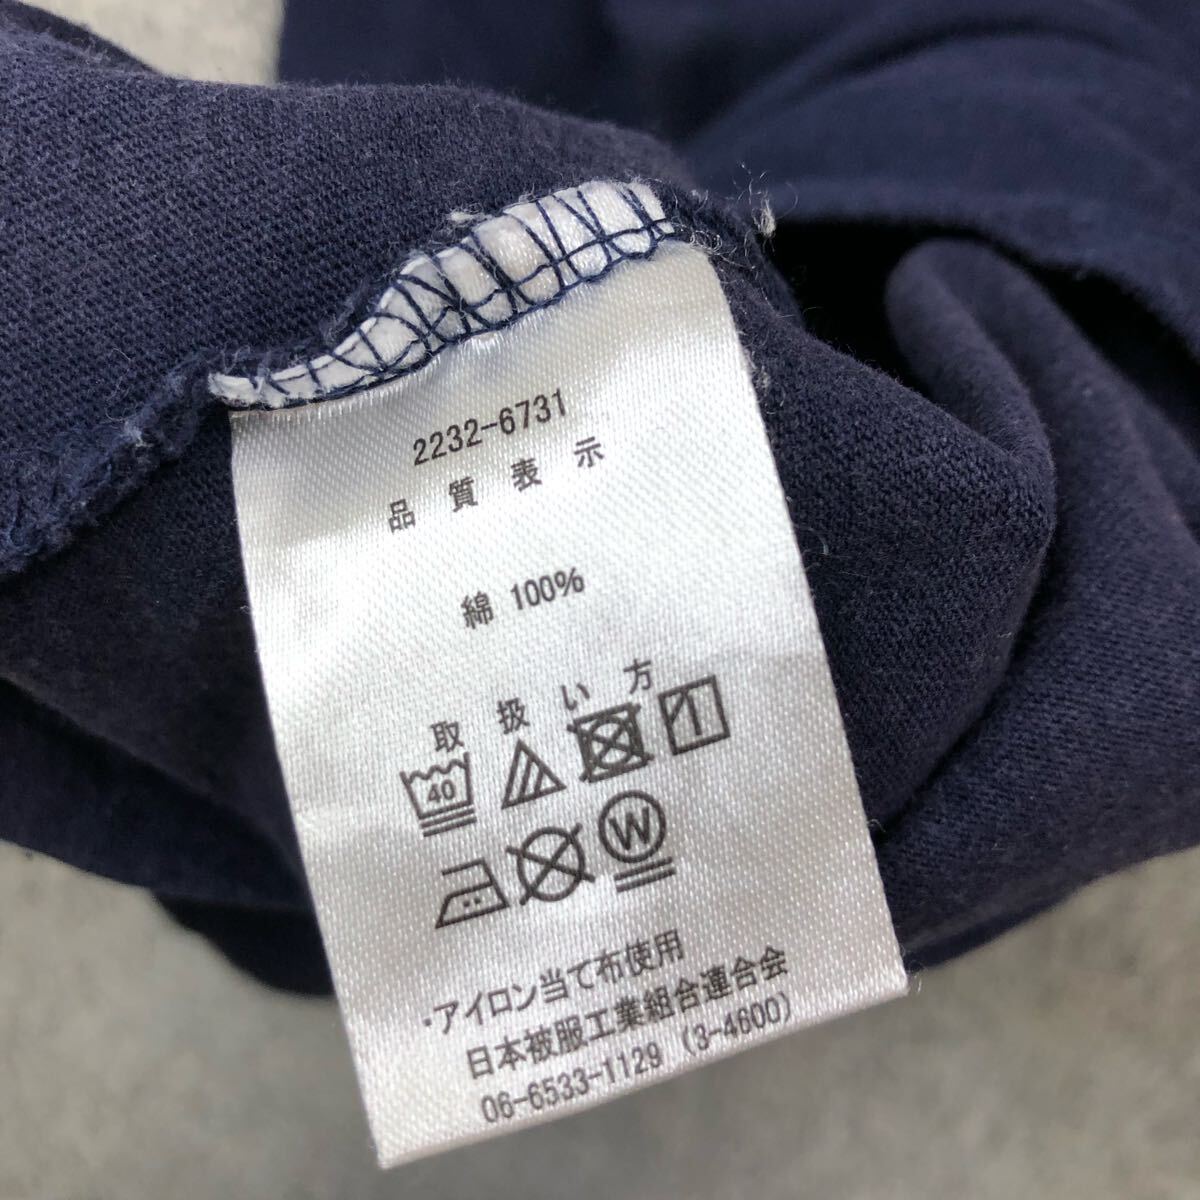 2232-6731
品質表示
綿 100%
取扱い方
40
W
・アイロン当て布使用
日本被服工業組合連合会
06-6533-1129 (3-4600)